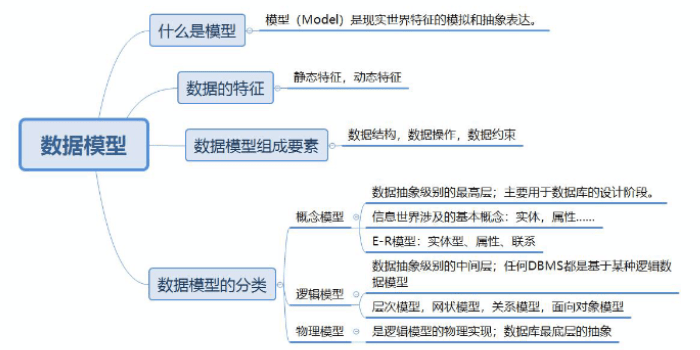 什么是模型
模型（Model）是现实世界特征的模拟和抽象表达。
数据的特征
静态特征，动态特征
数据模型
数据模型组成要素
数据结构，数据操作，数据约束
数据模型的分类
概念模型
数据抽象级别的最高层；主要用于数据库的设计阶段。
信息世界涉及的基本概念：实体，属性……
E-R模型：实体型、属性、联系
逻辑模型
数据抽象级别的中间层；任何DBMS都是基于某种逻辑数
据模型
层次模型，网状模型，关系模型，面向对象模型
物理模型
是逻辑模型的物理实现；数据库最底层的抽象